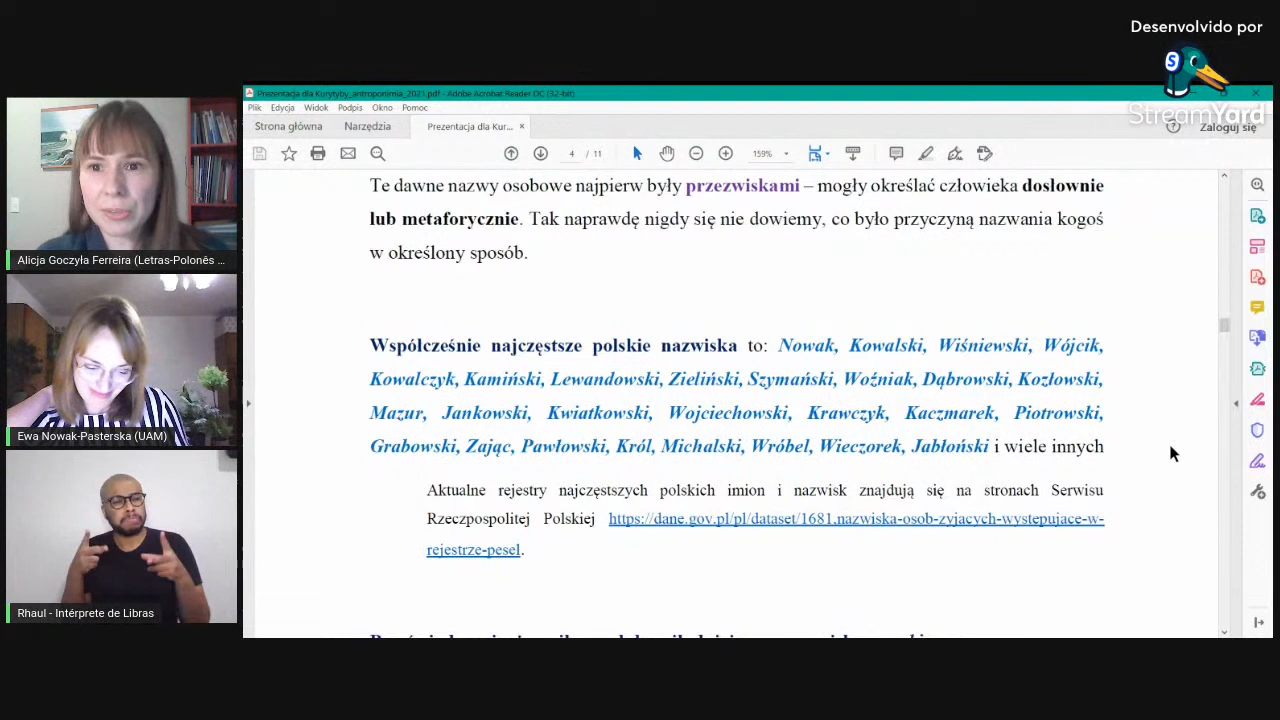 Desenvolvido por
StreamYard
Prezentacja dla Kurytyby_antroponimia_2021.pdf - Adobe Acrobat Reader DC (32-bit)
Plik Edycja Widok Podpis Okno Pomoc
Strona główna Narzędzia Prezentacja dla Kur... × Zaloguj się
4 / 11 159%
Te dawne nazwy osobowe najpierw były przezwiskami – mogły określać człowieka dosłownie
lub metaforycznie. Tak naprawdę nigdy się nie dowiemy, co było przyczyną nazwania kogoś
w określony sposób.
Współcześnie najczęstsze polskie nazwiska to: Nowak, Kowalski, Wiśniewski, Wójcik,
Kowalczyk, Kamiński, Lewandowski, Zieliński, Szymański, Woźniak, Dąbrowski, Kozłowski,
Mazur, Jankowski, Kwiatkowski, Wojciechowski, Krawczyk, Kaczmarek, Piotrowski,
Grabowski, Zając, Pawłowski, Król, Michalski, Wróbel, Wieczorek, Jabłoński i wiele innych
Aktualne rejestry najczęstszych polskich imion i nazwisk znajdują się na stronach Serwisu
Rzeczpospolitej Polskiej https://dane.gov.pl/pl/dataset/1681,nazwiska-osob-zyjacych-wystepujace-w-
rejestrze-pesel.
Alicja Goczyła Ferreira (Letras-Polonês ...
Ewa Nowak-Pasterska (UAM)
Rhaul - Intérprete de Libras